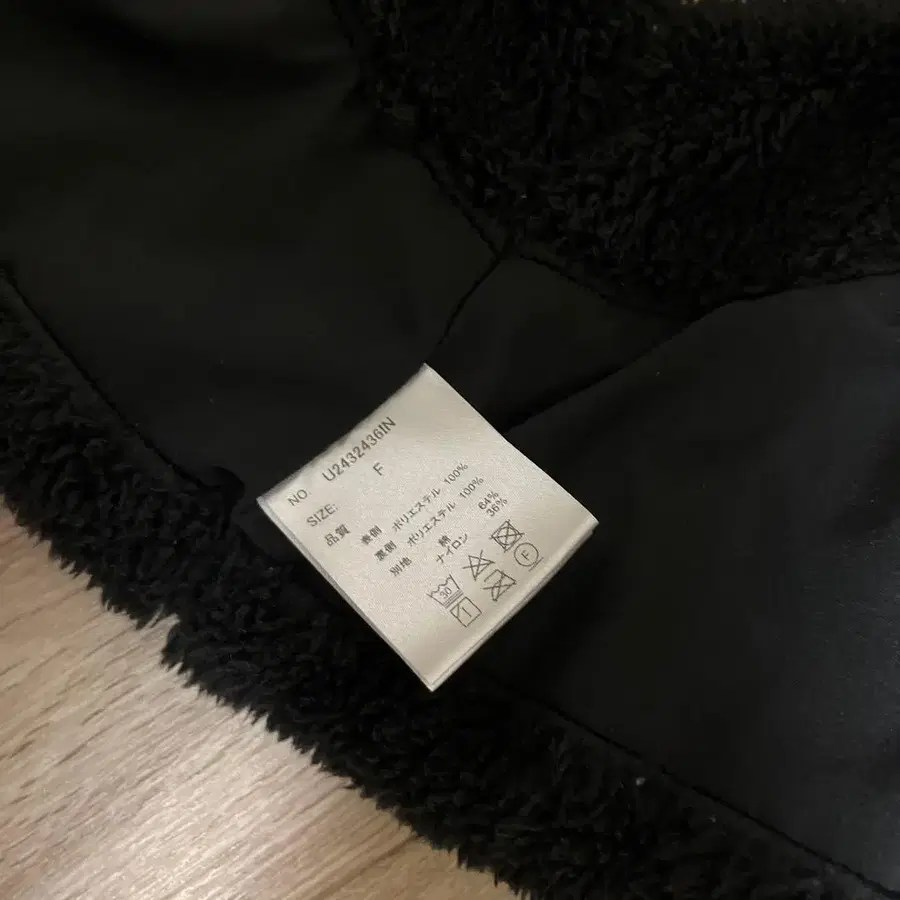 NO. U2432436IN
SIZE: F
品質 表側 ポリエステル 100%
裏側 ポリエステル 100%
別地 綿 64%
ナイロン 36%
30
F